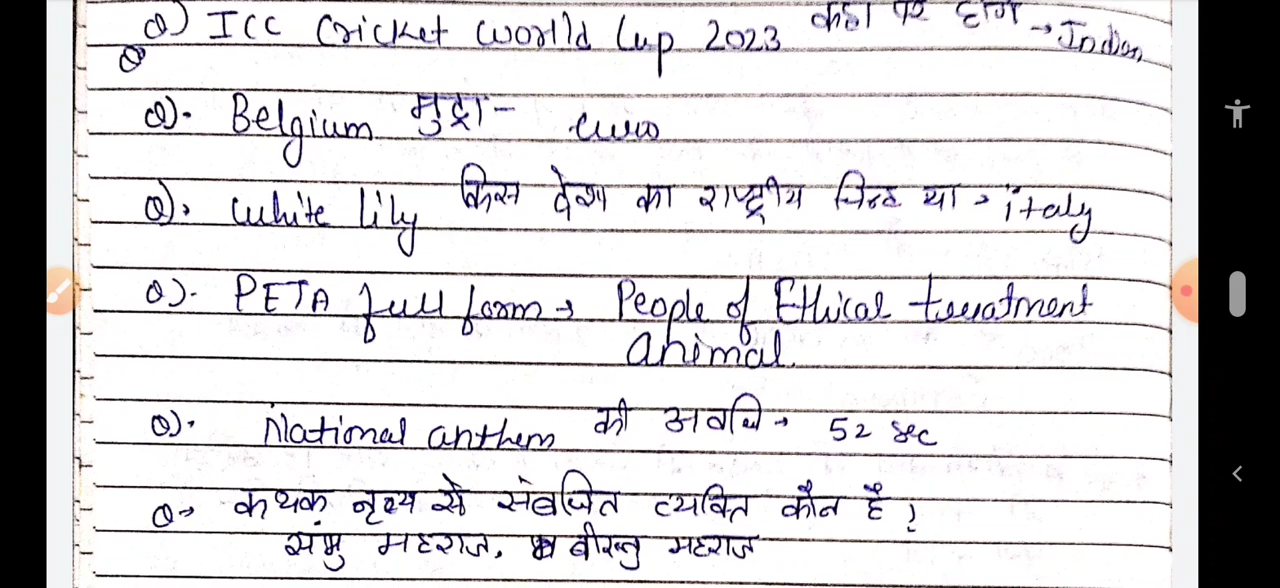 Q) ICC Cricket World Cup 2023 कहा पर होगा → Indian
Q). Belgium मुद्रा - euro
Q). White lily किस देश का राष्ट्रीय चिन्ह था → italy
Q). PETA full form → People of Ethical treatment
animal.
Q). National anthem की अवधि → 52 sec
Q→ कथक नृत्य से संबंधित व्यक्ति कौन है ?
शंभु महराज, बीरजु महराज